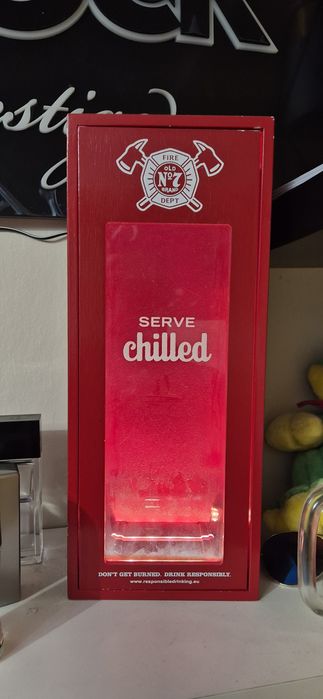 FIRE
OLD
Nº7
BRAND
DEPT
SERVE
chilled
DON'T GET BURNED. DRINK RESPONSIBLY.
www.responsibledrinking.eu